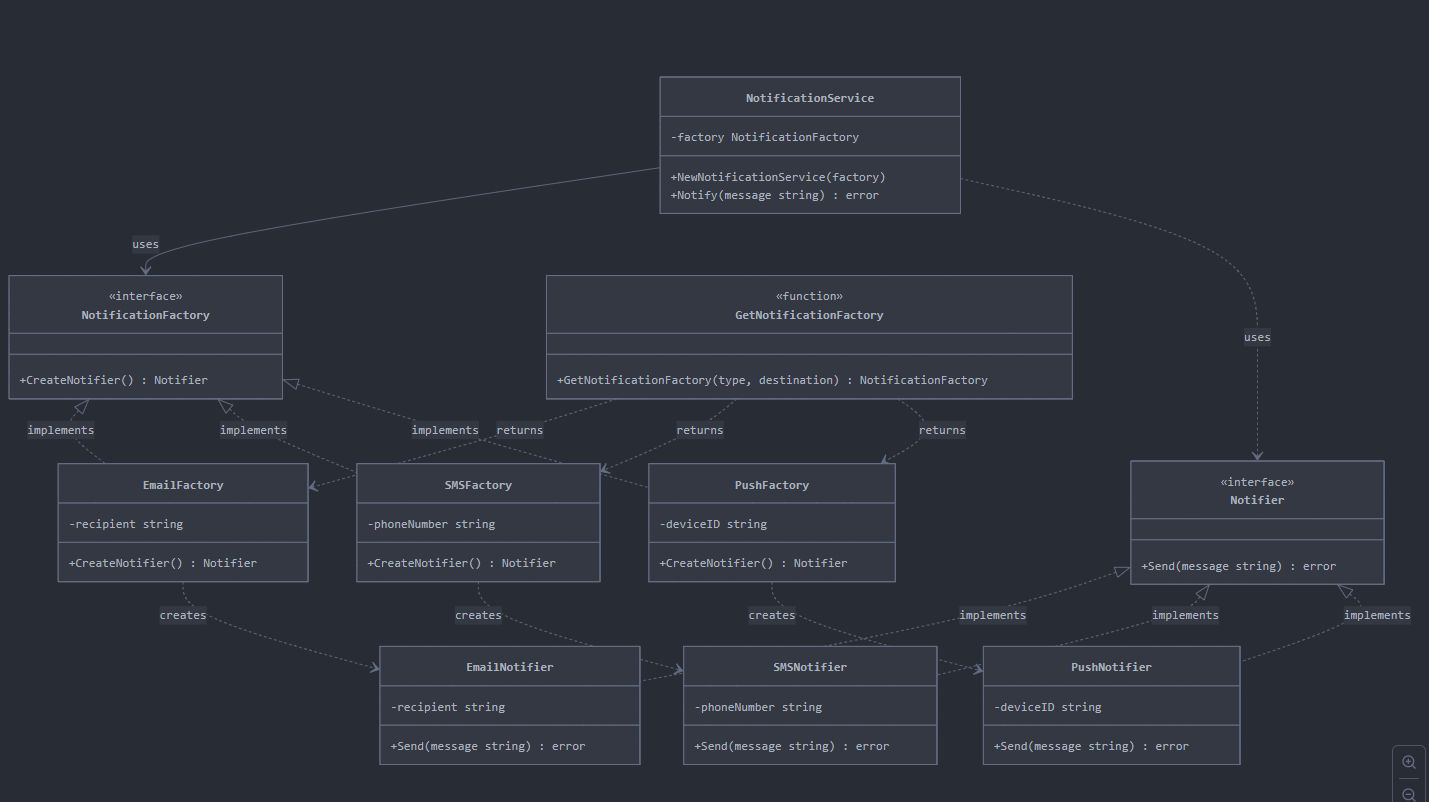 NotificationService
-factory NotificationFactory
+NewNotificationService(factory)
+Notify(message string) : error
uses
«interface»
NotificationFactory
+CreateNotifier() : Notifier
«function»
GetNotificationFactory
+GetNotificationFactory(type, destination) : NotificationFactory
uses
implements
implements
implements
returns
returns
returns
EmailFactory
-recipient string
+CreateNotifier() : Notifier
SMSFactory
-phoneNumber string
+CreateNotifier() : Notifier
PushFactory
-deviceID string
+CreateNotifier() : Notifier
«interface»
Notifier
+Send(message string) : error
creates
creates
creates
implements
implements
implements
EmailNotifier
-recipient string
+Send(message string) : error
SMSNotifier
-phoneNumber string
+Send(message string) : error
PushNotifier
-deviceID string
+Send(message string) : error